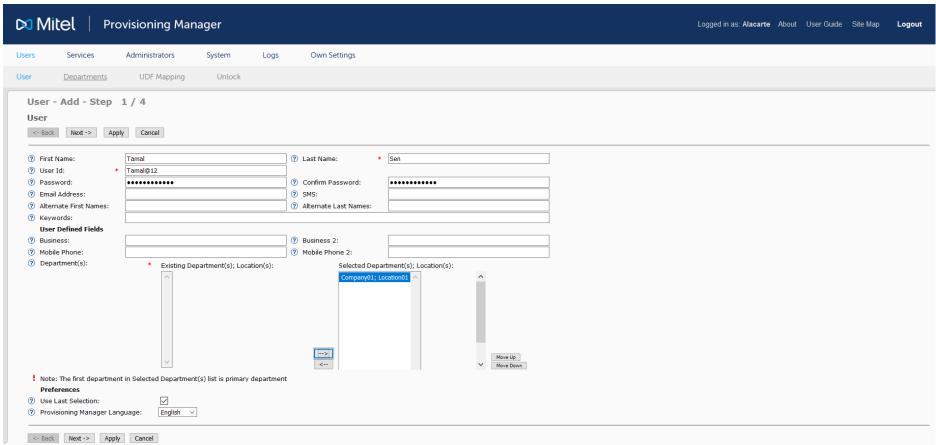 Mitel | Provisioning Manager Logged in as: Alacarte About User Guide Site Map Logout
Users Services Administrators System Logs Own Settings
User Departments UDF Mapping Unlock
User - Add - Step 1 / 4
User
<- Back Next -> Apply Cancel
? First Name: Tamal ? Last Name: * Sen
? User Id: * Tamal@12
? Password: •••••••••••• ? Confirm Password: ••••••••••••
? Email Address: ? SMS:
? Alternate First Names: ? Alternate Last Names:
? Keywords:
User Defined Fields
? Business: ? Business 2:
? Mobile Phone: ? Mobile Phone 2:
? Department(s): * Existing Department(s); Location(s): Selected Department(s); Location(s):
Company01; Location01
--> 
<-- Move Up
Move Down
! Note: The first department in Selected Department(s) list is primary department
Preferences
? Use Last Selection:
? Provisioning Manager Language: English
<- Back Next -> Apply Cancel